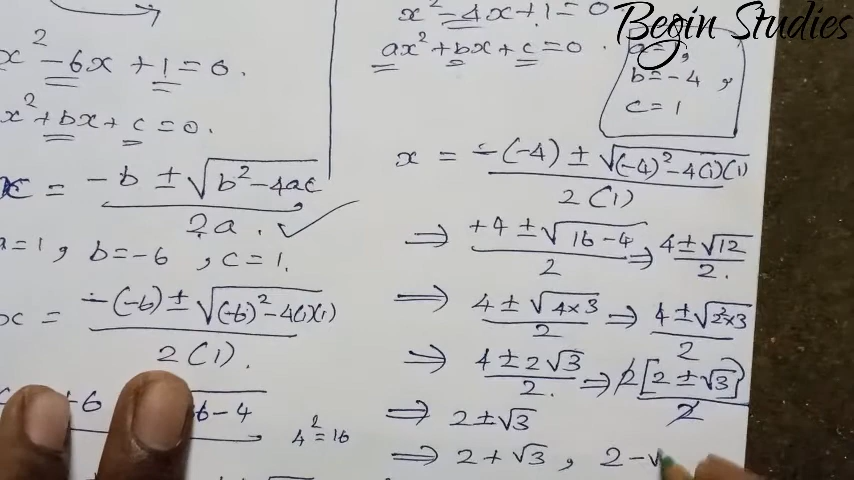 x² - 6x + 1 = 0.
x² + bx + c = 0.
x = -b ± √b² - 4ac / 2a.
a = 1, b = -6, c = 1.
x = -(-6) ± √(-6)² - 4(1)(1) / 2(1).
+6
36 - 4
4² = 16
x² - 4x + 1 = 0.
ax² + bx + c = 0.
b = -4,
c = 1
x = -(-4) ± √(-4)² - 4(1)(1) / 2(1)
⇒ +4 ± √16 - 4 / 2 ⇒ 4 ± √12 / 2.
⇒ 4 ± √4×3 / 2 ⇒ 4 ± √2²×3 / 2
⇒ 4 ± 2√3 / 2. ⇒ 2[2 ± √3] / 2
⇒ 2 ± √3
⇒ 2 + √3, 2 -
Begin Studies